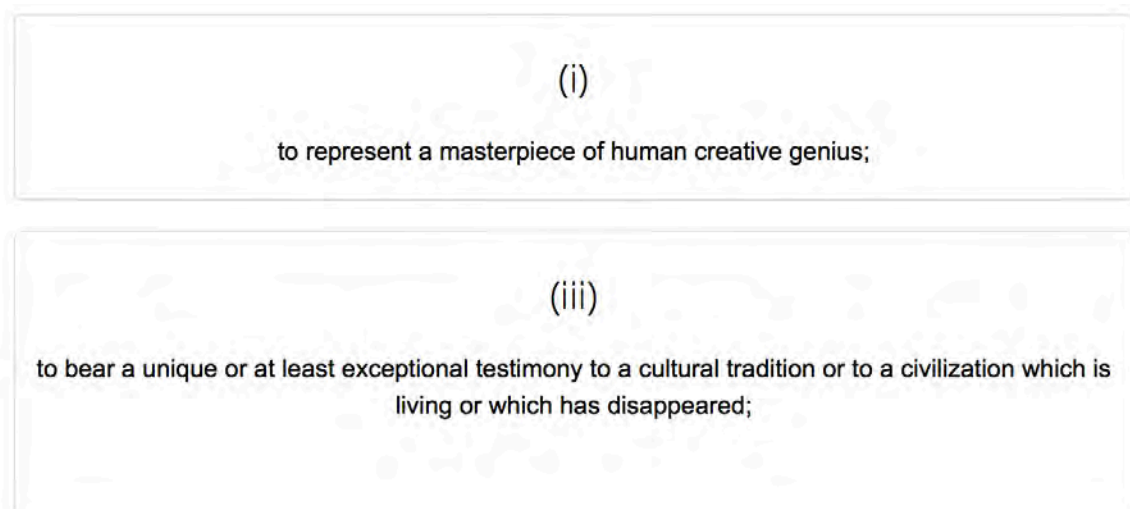 (i)
to represent a masterpiece of human creative genius;
(iii)
to bear a unique or at least exceptional testimony to a cultural tradition or to a civilization which is
living or which has disappeared;